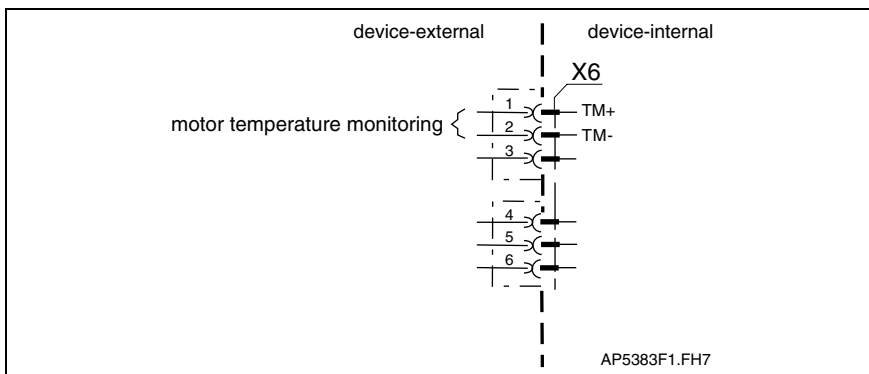 device-external device-internal
X6
1 TM+
motor temperature monitoring
2 TM-
3
4
5
6
AP5383F1.FH7